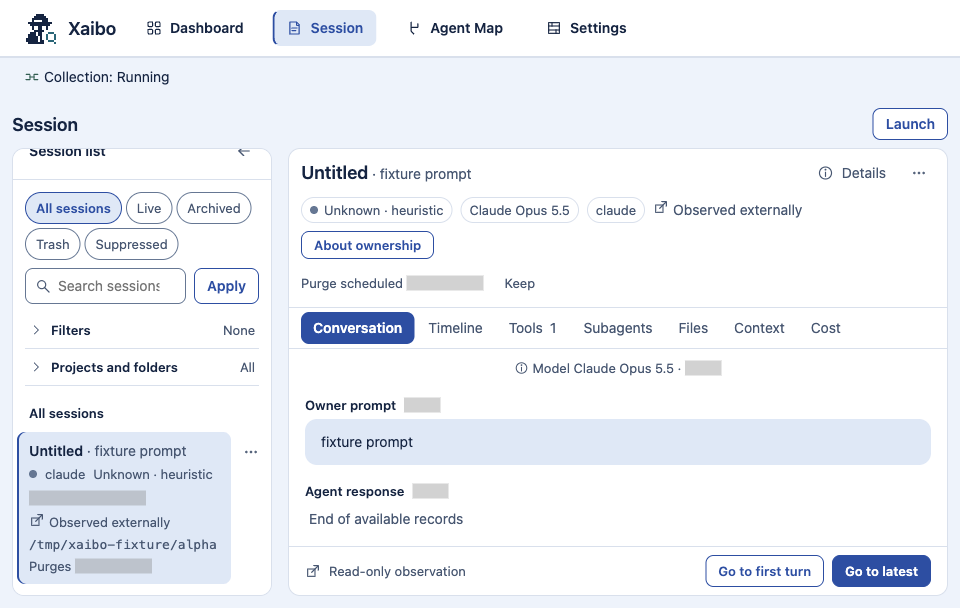 Xaibo
Dashboard
Session
Agent Map
Settings
Collection: Running
Session
Launch
Session list
All sessions
Live
Archived
Trash
Suppressed
Search sessions
Apply
Filters
None
Projects and folders
All
All sessions
Untitled · fixture prompt
claude Unknown · heuristic
Observed externally
/tmp/xaibo-fixture/alpha
Purges
Untitled · fixture prompt
Details
Unknown · heuristic
Claude Opus 5.5
claude
Observed externally
About ownership
Purge scheduled
Keep
Conversation
Timeline
Tools 1
Subagents
Files
Context
Cost
Model Claude Opus 5.5 ·
Owner prompt
fixture prompt
Agent response
End of available records
Read-only observation
Go to first turn
Go to latest